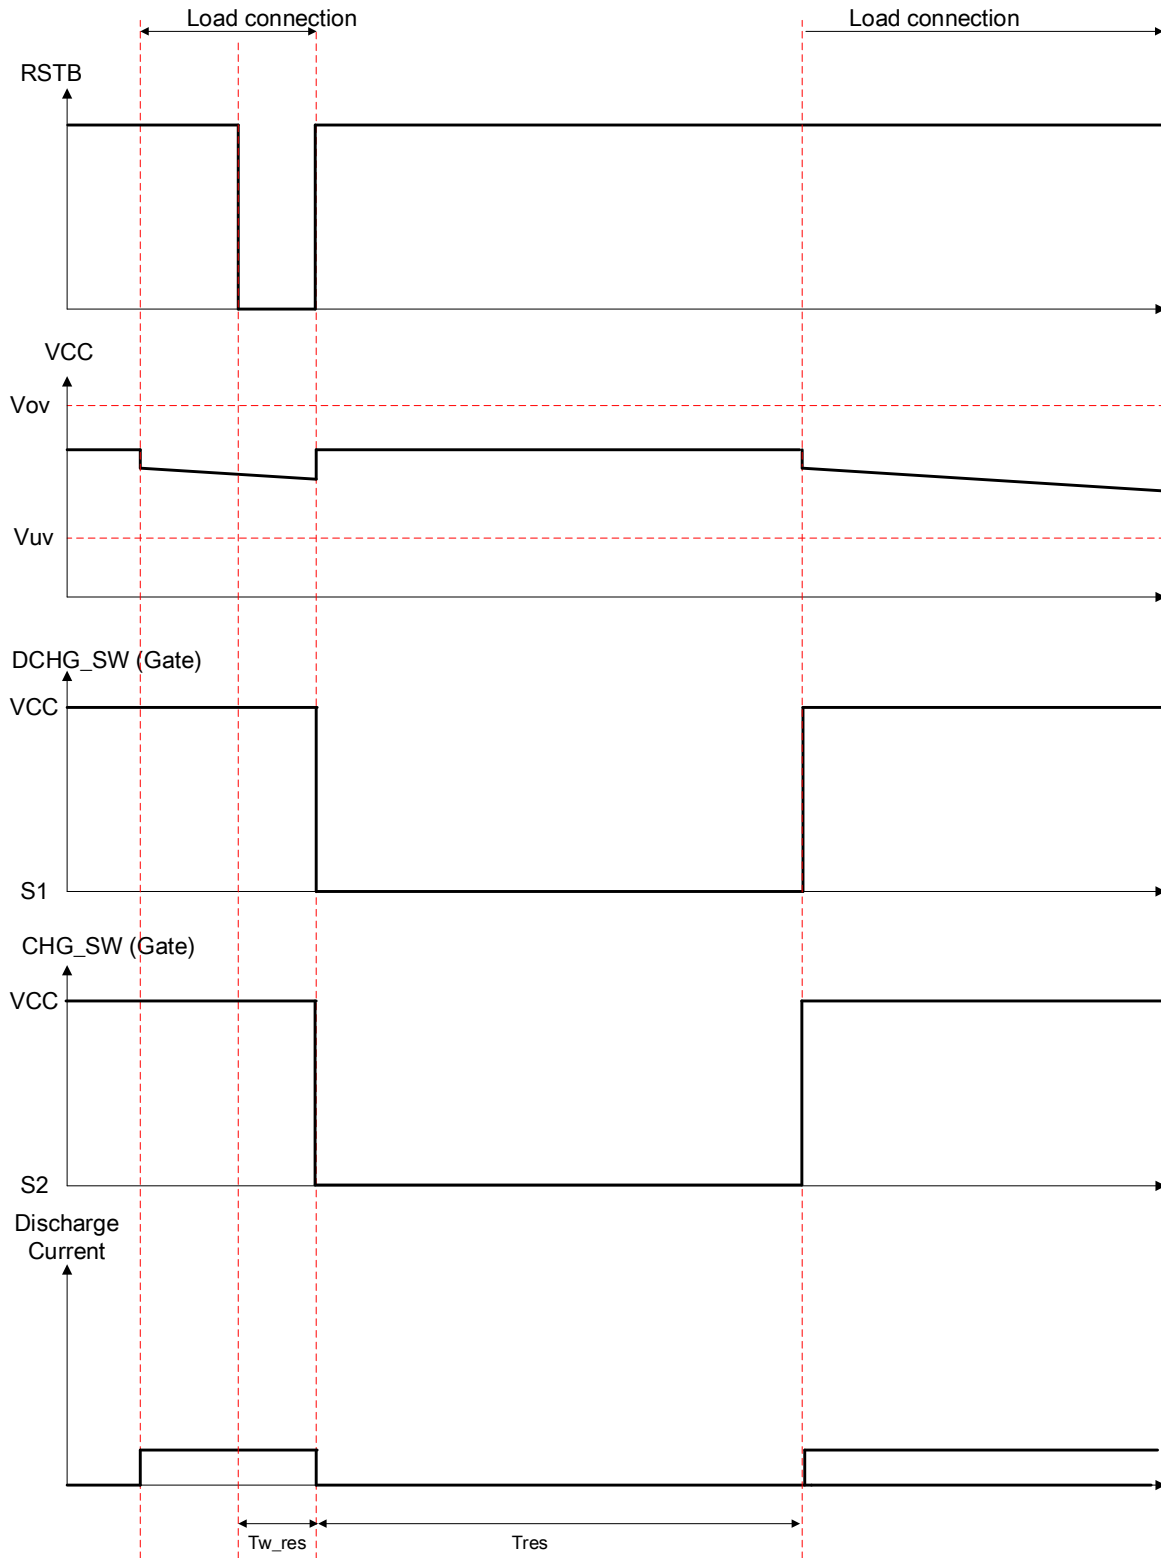 Load connection
Load connection
RSTB
VCC
Vov
Vuv
DCHG_SW (Gate)
VCC
S1
CHG_SW (Gate)
VCC
S2
Discharge
Current
Tw_res
Tres